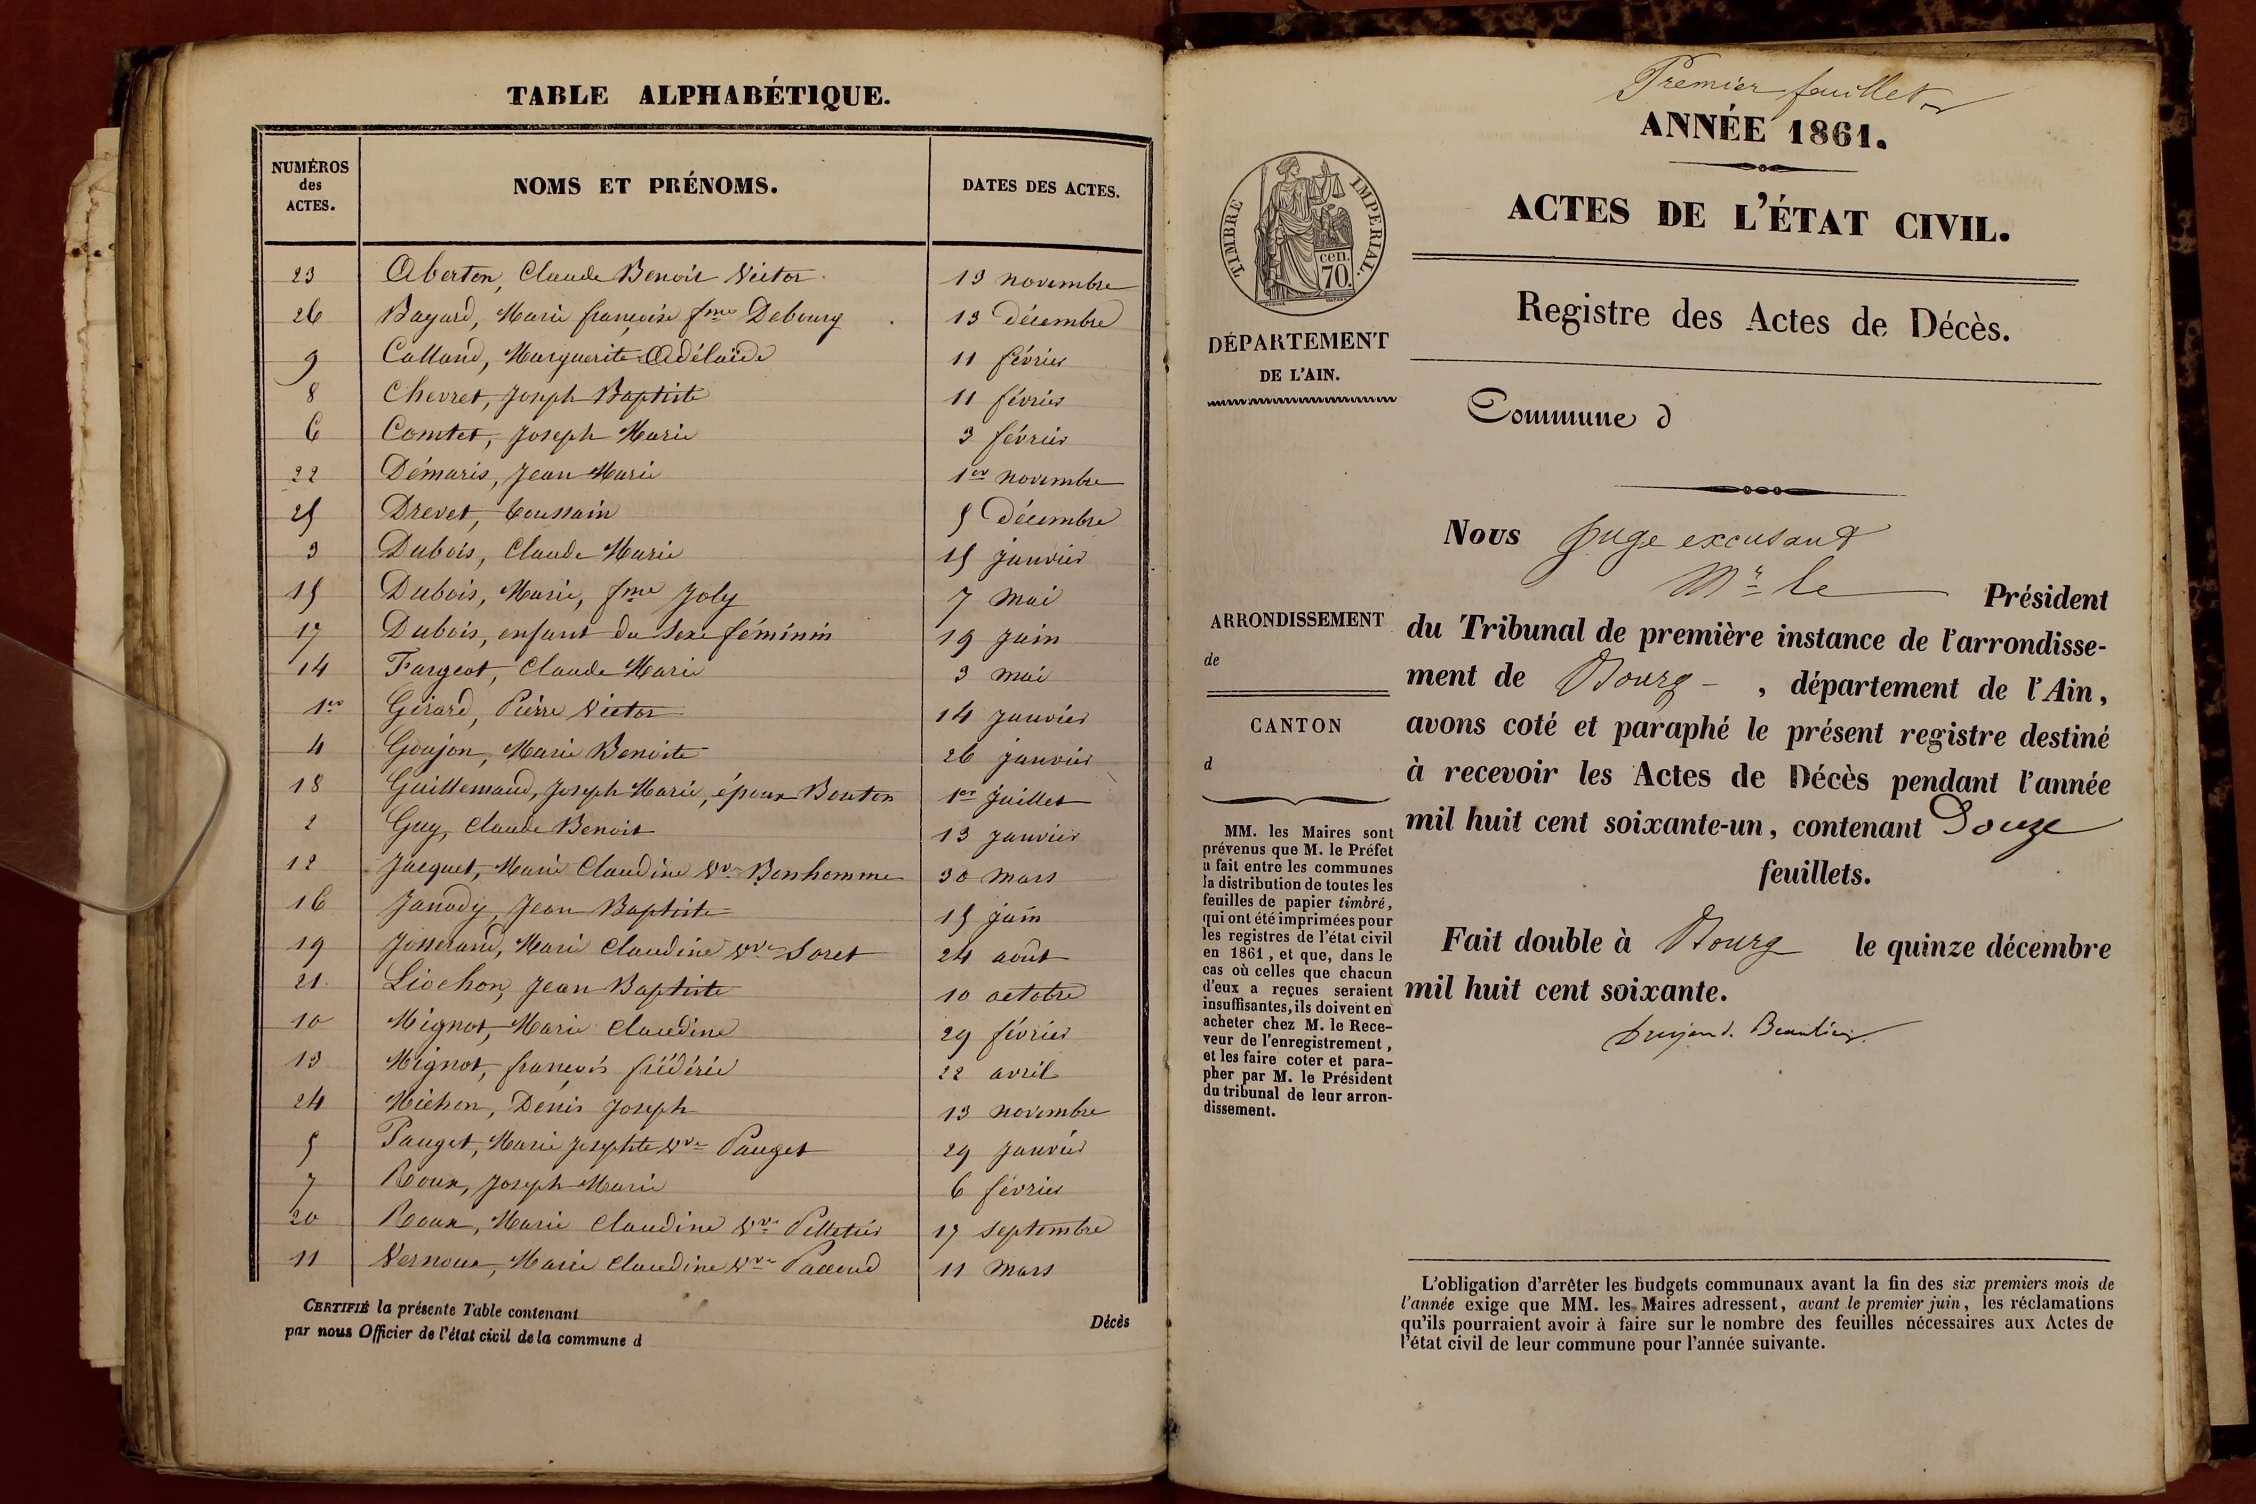 TABLE ALPHABÉTIQUE.
NUMÉROS des ACTES. NOMS ET PRÉNOMS. DATES DES ACTES.
23 Aberton, Claude Benoit Victor 13 novembre
26 Bayard, Marie françoise fme Debourg 13 décembre
9 Calland, Marguerite Adélaïde 11 février
8 Chevret, Joseph Baptiste 11 février
6 Comtet, Joseph Marie 3 février
22 Démaris, Jean Marie 1er novembre
25 Drevet, toussain 5 décembre
3 Dubois, Claude Marie 15 janvier
15 Dubois, Marie, fme Joly 7 mai
17 Dubois, enfant du sexe féminin 19 juin
14 Fargeot, Claude Marie 3 mai
1er Girard, Pierre Victor 14 janvier
4 Goujon, Marie Benoite 26 janvier
18 Guillemaud, Joseph Marie, époux Bouton 1er juillet
2 Guy, Claude Benoit 13 janvier
12 Jacquet, Marie Claudine Vve Bonhomme 30 mars
16 Janody, Jean Baptiste 15 juin
19 Josserand, Marie Claudine Vve Soret 24 août
21 Liochon, Jean Baptiste 10 octobre
10 Mignot, Marie Claudine 29 février
13 Mignot, françois frédéric 22 avril
24 Michon, Denis Joseph 13 novembre
5 Pauget, Marie Josephte Vve Pauget 29 janvier
7 Roux, Joseph Marie 6 février
20 Roux, Marie Claudine Vve Pelletier 17 septembre
11 Vernoux, Marie Claudine Vve Paccoud 11 mars
CERTIFIÉ la présente Table contenant Décès
par nous Officier de l'état civil de la commune d
Premier feuillet
ANNÉE 1861.
ACTES DE L'ÉTAT CIVIL.
Registre des Actes de Décès.
TIMBRE IMPERIAL.
cen.
70.
DÉPARTEMENT
DE L'AIN.
Commune d
ARRONDISSEMENT
de
CANTON
d
MM. les Maires sont
prévenus que M. le Préfet
a fait entre les communes
la distribution de toutes les
feuilles de papier timbré,
qui ont été imprimées pour
les registres de l'état civil
en 1861, et que, dans le
cas où celles que chacun
d'eux a reçues seraient
insuffisantes, ils doivent en
acheter chez M. le Rece-
veur de l'enregistrement,
et les faire coter et para-
pher par M. le Président
du tribunal de leur arron-
dissement.
Nous juge excusant
Mr le Président
du Tribunal de première instance de l'arrondisse-
ment de Bourg, département de l'Ain,
avons coté et paraphé le présent registre destiné
à recevoir les Actes de Décès pendant l'année
mil huit cent soixante-un, contenant Douze
feuillets.
Fait double à Bourg le quinze décembre
mil huit cent soixante.
L'obligation d'arrêter les budgets communaux avant la fin des six premiers mois de
l'année exige que MM. les Maires adressent, avant le premier juin, les réclamations
qu'ils pourraient avoir à faire sur le nombre des feuilles nécessaires aux Actes de
l'état civil de leur commune pour l'année suivante.